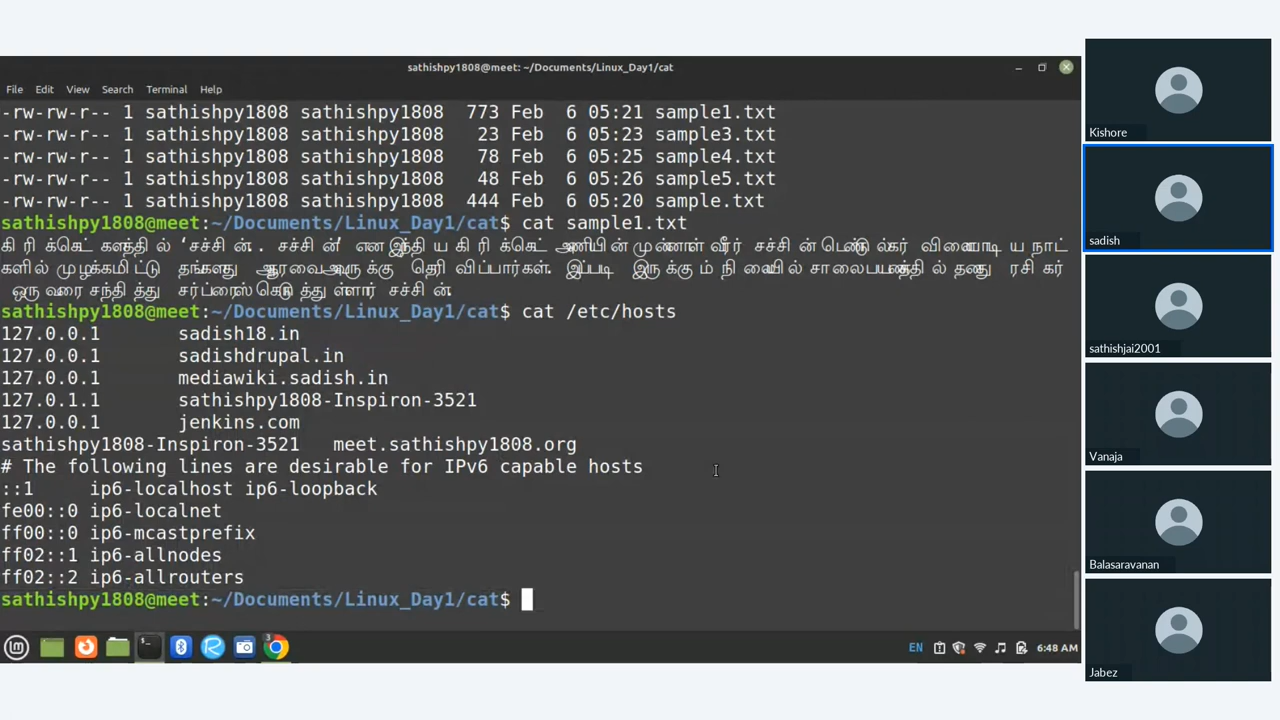 sathishpy1808@meet: ~/Documents/Linux_Day1/cat
File Edit View Search Terminal Help
-rw-rw-r-- 1 sathishpy1808 sathishpy1808 773 Feb 6 05:21 sample1.txt
-rw-rw-r-- 1 sathishpy1808 sathishpy1808 23 Feb 6 05:23 sample3.txt
-rw-rw-r-- 1 sathishpy1808 sathishpy1808 78 Feb 6 05:25 sample4.txt
-rw-rw-r-- 1 sathishpy1808 sathishpy1808 48 Feb 6 05:26 sample5.txt
-rw-rw-r-- 1 sathishpy1808 sathishpy1808 444 Feb 6 05:20 sample.txt
sathishpy1808@meet:~/Documents/Linux_Day1/cat$ cat sample1.txt
கிரிக்கெட் களத்தில் ‘சச்சின்.. சச்சின்’ என இந்திய கிரிக்கெட் அணியின் முன்னாள் வீரர் சச்சின் டெண்டுல்கர் விளையாடிய நாட்
களில் முழக்கமிட்டு தங்களது ஆதரவை அவருக்கு தெரிவிப்பார்கள். இப்படி இருக்கும் நிலையில் சாலை பயணத்தில் தனது ரசிகர்
ஒருவரை சந்தித்து சர்ப்ரைஸ் கொடுத்துள்ளார் சச்சின்.
sathishpy1808@meet:~/Documents/Linux_Day1/cat$ cat /etc/hosts
127.0.0.1 sadish18.in
127.0.0.1 sadishdrupal.in
127.0.0.1 mediawiki.sadish.in
127.0.1.1 sathishpy1808-Inspiron-3521
127.0.0.1 jenkins.com
sathishpy1808-Inspiron-3521 meet.sathishpy1808.org
# The following lines are desirable for IPv6 capable hosts
::1 ip6-localhost ip6-loopback
fe00::0 ip6-localnet
ff00::0 ip6-mcastprefix
ff02::1 ip6-allnodes
ff02::2 ip6-allrouters
sathishpy1808@meet:~/Documents/Linux_Day1/cat$
EN 6:48 AM
Kishore
sadish
sathishjai2001
Vanaja
Balasaravanan
Jabez